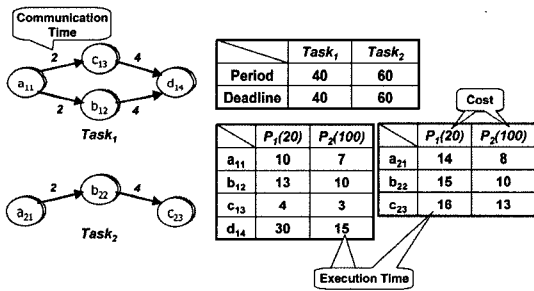 Communication
Time
2
4
c13
a11
d14
2
4
b12
Task1
2
4
b22
a21
c23
Task2
Task1 Task2
Period 40 60
Deadline 40 60
Cost
P1(20) P2(100)
a11 10 7
b12 13 10
c13 4 3
d14 30 15
P1(20) P2(100)
a21 14 8
b22 15 10
c23 16 13
Execution Time